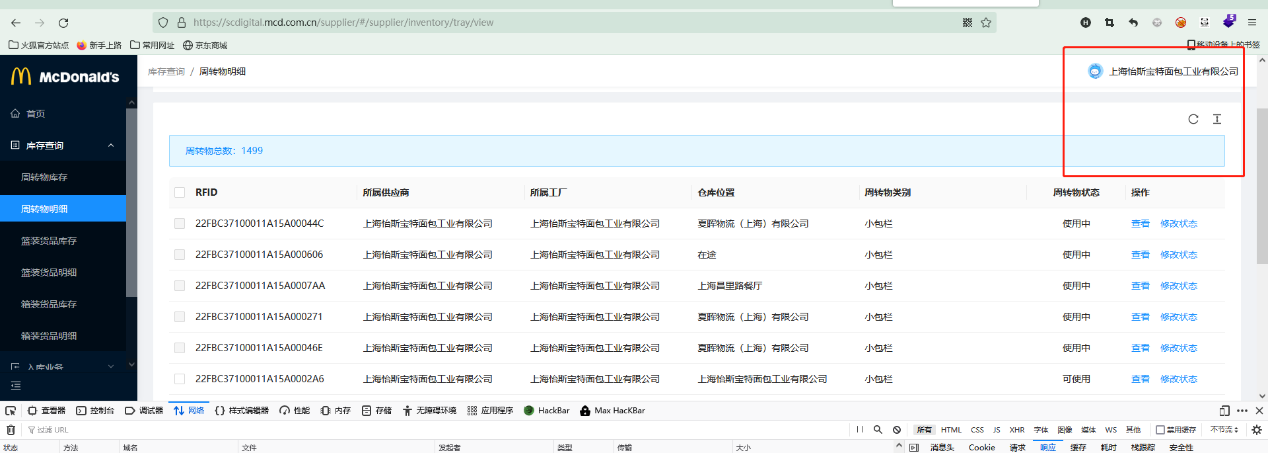 https://scdigital.mcd.com.cn/supplier/#/supplier/inventory/tray/view
火狐官方站点 新手上路 常用网址 京东商城 移动设备上的书签
McDonald's 库存查询 / 周转物明细 上海怡斯宝特面包工业有限公司
首页
库存查询
周转物库存
周转物明细
篮装货品库存
篮装货品明细
箱装货品库存
箱装货品明细
入库业务
周转物总数：1499
RFID 所属供应商 所属工厂 仓库位置 周转物类别 周转物状态 操作
22FBC37100011A15A00044C 上海怡斯宝特面包工业有限公司 上海怡斯宝特面包工业有限公司 夏晖物流（上海）有限公司 小包栏 使用中 查看 修改状态
22FBC37100011A15A000606 上海怡斯宝特面包工业有限公司 上海怡斯宝特面包工业有限公司 在途 小包栏 使用中 查看 修改状态
22FBC37100011A15A0007AA 上海怡斯宝特面包工业有限公司 上海怡斯宝特面包工业有限公司 上海昌里路餐厅 小包栏 使用中 查看 修改状态
22FBC37100011A15A000271 上海怡斯宝特面包工业有限公司 上海怡斯宝特面包工业有限公司 夏晖物流（上海）有限公司 小包栏 使用中 查看 修改状态
22FBC37100011A15A00046E 上海怡斯宝特面包工业有限公司 上海怡斯宝特面包工业有限公司 夏晖物流（上海）有限公司 小包栏 使用中 查看 修改状态
22FBC37100011A15A0002A6 上海怡斯宝特面包工业有限公司 上海怡斯宝特面包工业有限公司 上海怡斯宝特面包工业有限公司 小包栏 可使用 查看 修改状态
查看器 控制台 调试器 网络 样式编辑器 性能 内存 存储 无障碍环境 应用程序 HackBar Max HacKBar
过滤 URL 所有 HTML CSS JS XHR 字体 图像 媒体 WS 其他 禁用缓存 不节流
状态 方法 域名 文件 发起者 类型 传输 大小 消息头 Cookie 请求 响应 缓存 耗时 栈跟踪 安全性